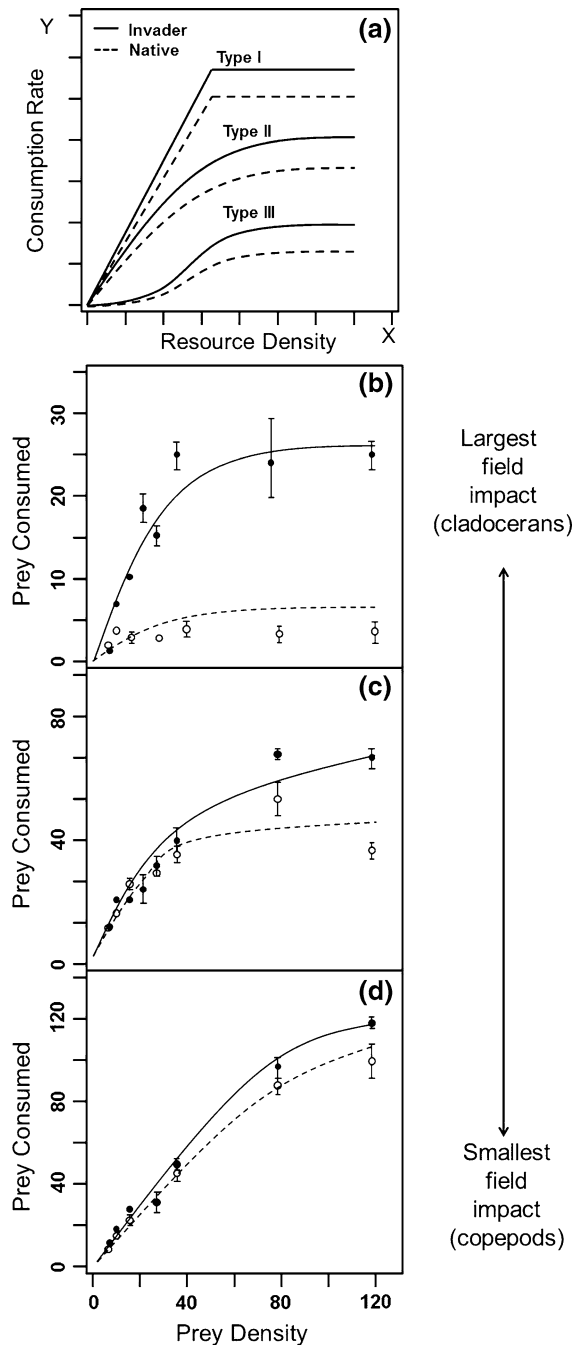 Y
(a)
Invader
Native
Type I
Type II
Type III
Consumption Rate
Resource Density
X
(b)
30
20
10
0
Prey Consumed
(c)
80
40
0
Prey Consumed
(d)
120
80
40
0
Prey Consumed
0 40 80 120
Prey Density
Largest
field
impact
(cladocerans)
Smallest
field
impact
(copepods)